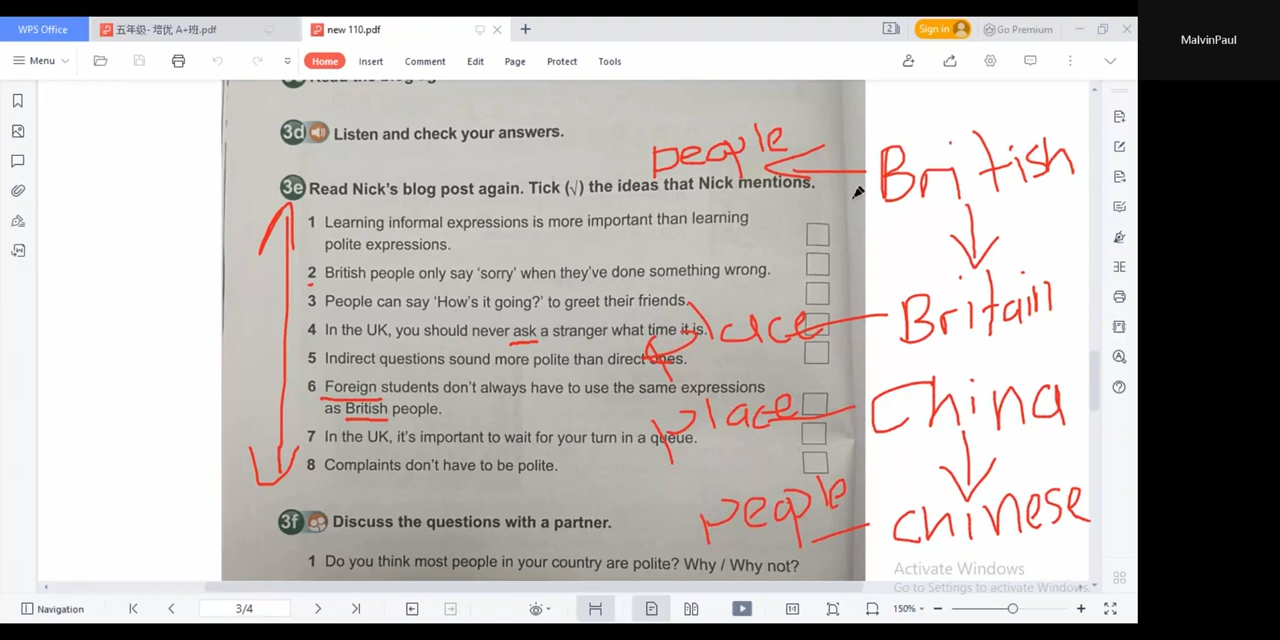 WPS Office 五年级- 培优 A+班.pdf new 110.pdf + 2 Sign in Go Premium
MalvinPaul
Menu Home Insert Comment Edit Page Protect Tools
3d Listen and check your answers.
people
British
3e Read Nick's blog post again. Tick (√) the ideas that Nick mentions.
1 Learning informal expressions is more important than learning
polite expressions.
2 British people only say 'sorry' when they've done something wrong.
3 People can say 'How's it going?' to greet their friends.
Britain
place
4 In the UK, you should never ask a stranger what time it is.
5 Indirect questions sound more polite than direct ones.
6 Foreign students don't always have to use the same expressions
as British people.
place
China
7 In the UK, it's important to wait for your turn in a queue.
8 Complaints don't have to be polite.
people
chinese
3f Discuss the questions with a partner.
1 Do you think most people in your country are polite? Why / Why not?
Activate Windows
Go to Settings to activate Windows.
Navigation 3/4 150%